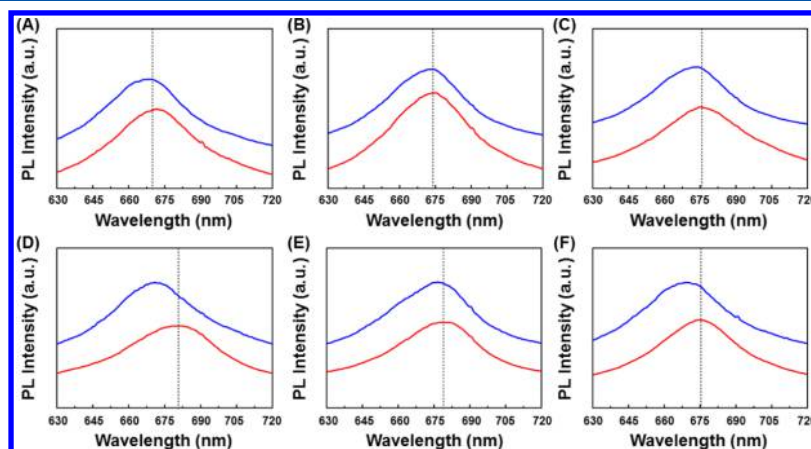 (A) (B) (C)
PL Intensity (a.u.) PL Intensity (a.u.) PL Intensity (a.u.)
630 645 660 675 690 705 720 630 645 660 675 690 705 720 630 645 660 675 690 705 720
Wavelength (nm) Wavelength (nm) Wavelength (nm)
(D) (E) (F)
PL Intensity (a.u.) PL Intensity (a.u.) PL Intensity (a.u.)
630 645 660 675 690 705 720 630 645 660 675 690 705 720 630 645 660 675 690 705 720
Wavelength (nm) Wavelength (nm) Wavelength (nm)